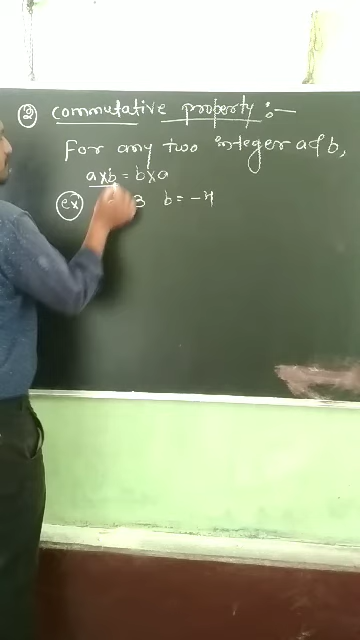 ② commutative property :-
For any two integer a & b,
a×b = b×a
ex 3 b = -4